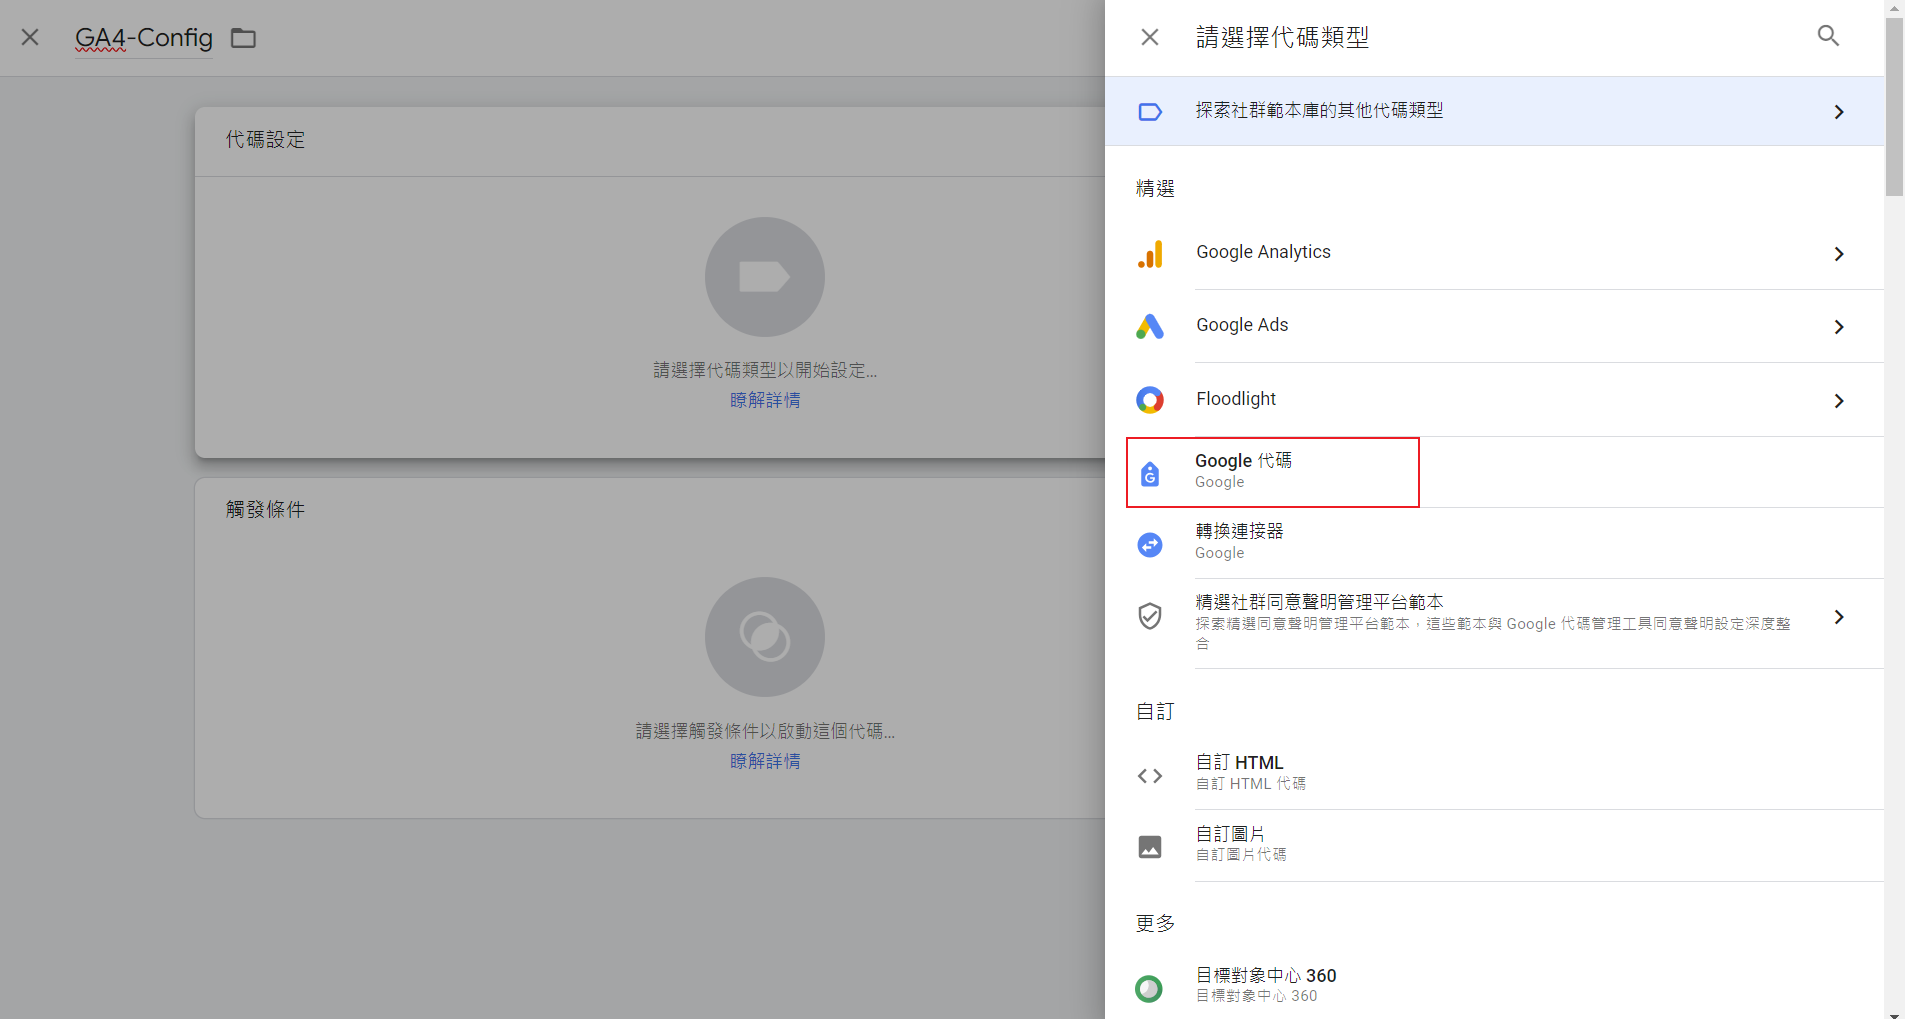 GA4-Config
代碼設定
請選擇代碼類型以開始設定...
瞭解詳情
觸發條件
請選擇觸發條件以啟動這個代碼...
瞭解詳情
請選擇代碼類型
探索社群範本庫的其他代碼類型
精選
Google Analytics
Google Ads
Floodlight
Google 代碼
Google
轉換連接器
Google
精選社群同意聲明管理平台範本
探索精選同意聲明管理平台範本，這些範本與 Google 代碼管理工具同意聲明設定深度整
合
自訂
自訂 HTML
自訂 HTML 代碼
自訂圖片
自訂圖片代碼
更多
目標對象中心 360
目標對象中心 360